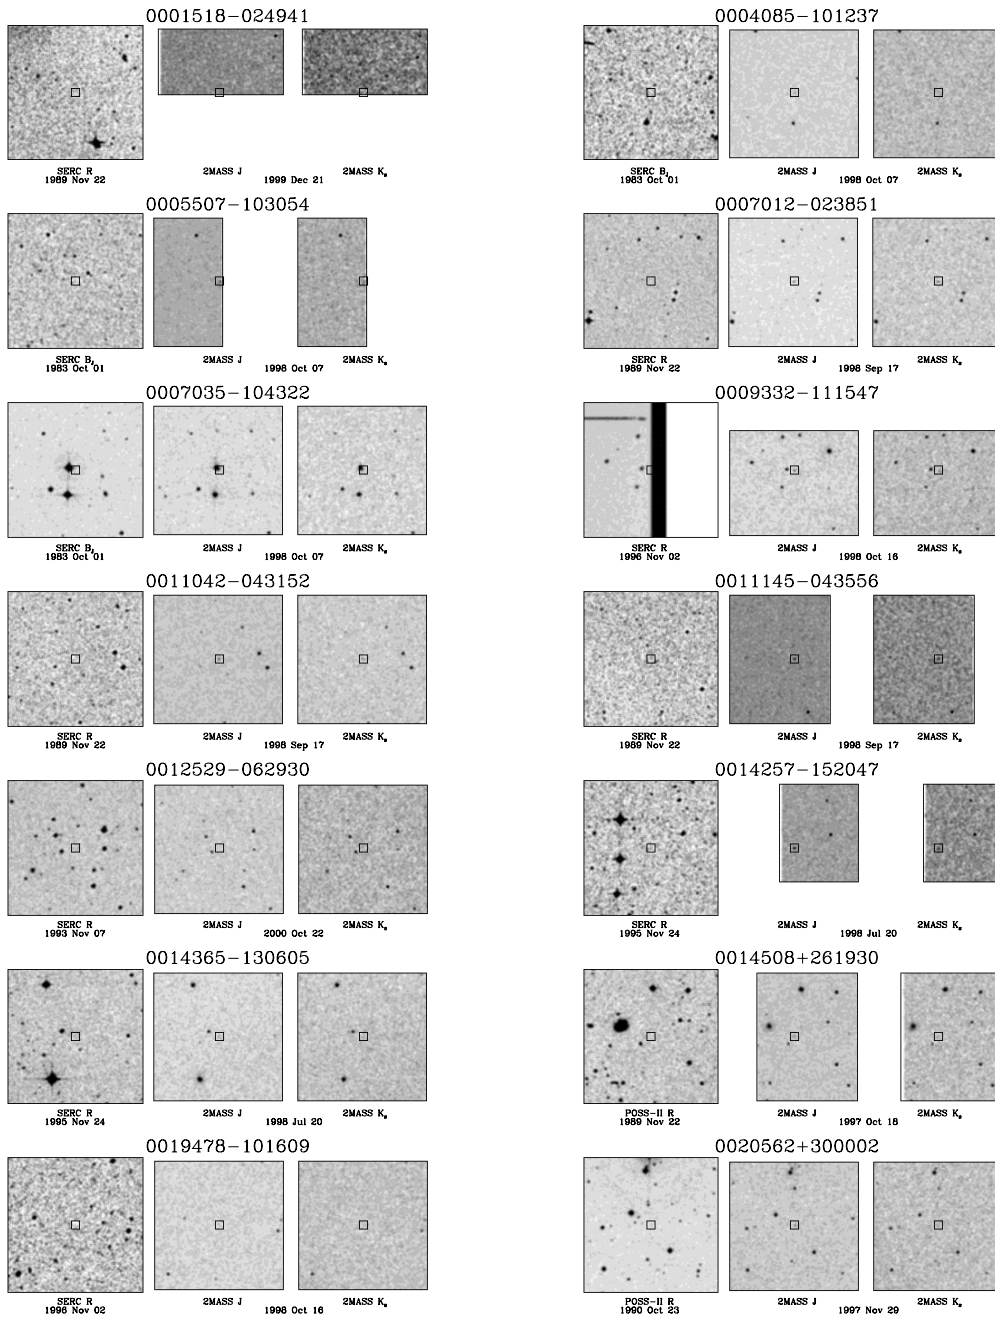 0001518-024941
SERC R
1989 Nov 22
2MASS J
1999 Dec 21
2MASS Ks
0004085-101237
SERC BJ
1983 Oct 01
2MASS J
1998 Oct 07
2MASS Ks
0005507-103054
SERC BJ
1983 Oct 01
2MASS J
1998 Oct 07
2MASS Ks
0007012-023851
SERC R
1989 Nov 22
2MASS J
1998 Sep 17
2MASS Ks
0007035-104322
SERC BJ
1983 Oct 01
2MASS J
1998 Oct 07
2MASS Ks
0009332-111547
SERC R
1996 Nov 02
2MASS J
1998 Oct 16
2MASS Ks
0011042-043152
SERC R
1989 Nov 22
2MASS J
1998 Sep 17
2MASS Ks
0011145-043556
SERC R
1989 Nov 22
2MASS J
1998 Sep 17
2MASS Ks
0012529-062930
SERC R
1993 Nov 07
2MASS J
2000 Oct 22
2MASS Ks
0014257-152047
SERC R
1995 Nov 24
2MASS J
1998 Jul 20
2MASS Ks
0014365-130605
SERC R
1995 Nov 24
2MASS J
1998 Jul 20
2MASS Ks
0014508+261930
POSS-II R
1989 Nov 22
2MASS J
1997 Oct 18
2MASS Ks
0019478-101609
SERC R
1996 Nov 02
2MASS J
1998 Oct 16
2MASS Ks
0020562+300002
POSS-II R
1990 Oct 23
2MASS J
1997 Nov 29
2MASS Ks